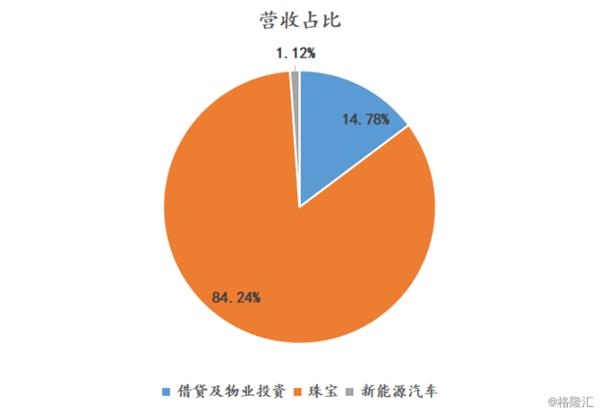 营收占比
1.12%
14.78%
84.24%
借贷及物业投资 珠宝 新能源汽车
@格隆汇